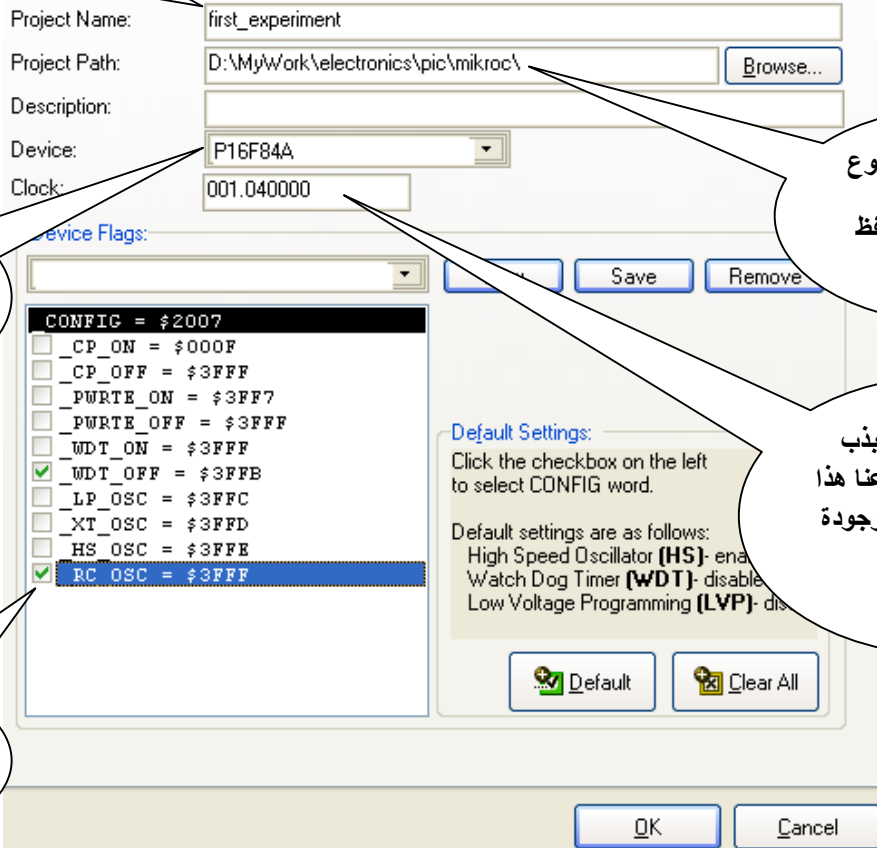 Project Name: first_experiment
Project Path: D:\MyWork\electronics\pic\mikroc\ Browse...
Description:
Device: P16F84A
Clock: 001.040000
Device Flags:
Save Remove
_CONFIG = $2007
_CP_ON = $000F
_CP_OFF = $3FFF
_PWRTE_ON = $3FF7
_PWRTE_OFF = $3FFF
_WDT_ON = $3FFF
_WDT_OFF = $3FFB
_LP_OSC = $3FFC
_XT_OSC = $3FFD
_HS_OSC = $3FFE
_RC_OSC = $3FFF
Default Settings:
Click the checkbox on the left
to select CONFIG word.
Default settings are as follows:
High Speed Oscillator (HS)- ena
Watch Dog Timer (WDT)- disable
Low Voltage Programming (LVP)- dis
Default Clear All
OK Cancel
هذا